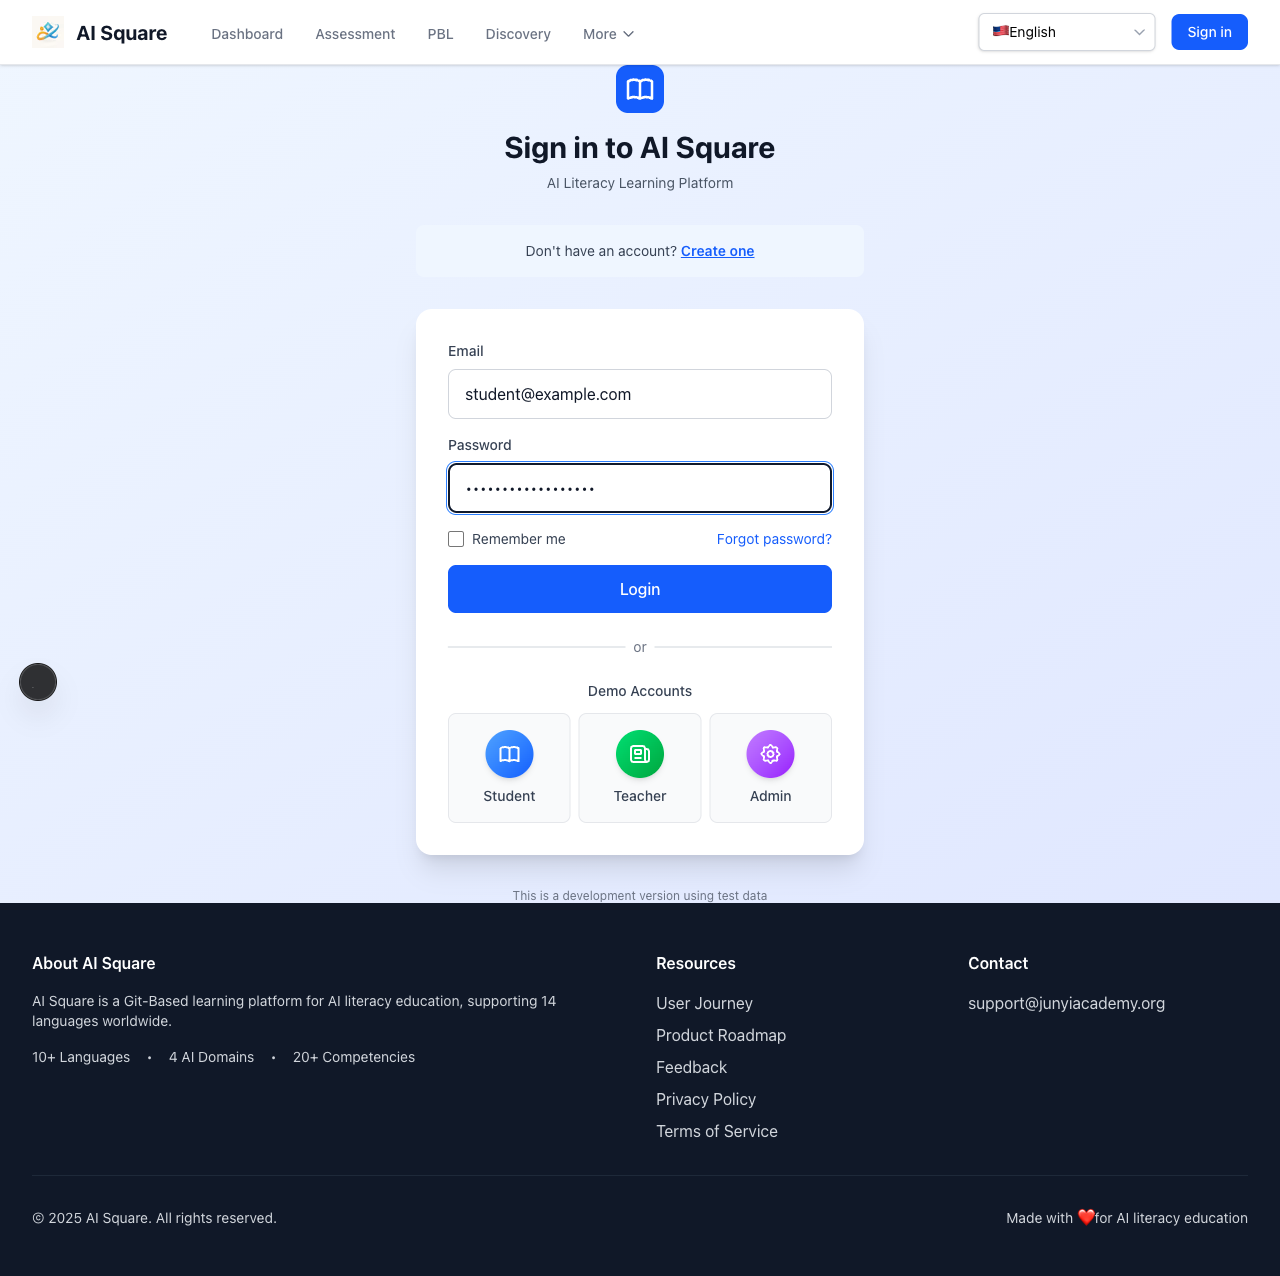 AI Square
Dashboard
Assessment
PBL
Discovery
More
English
Sign in
Sign in to AI Square
AI Literacy Learning Platform
Don't have an account? Create one
Email
student@example.com
Password
••••••••••••••••••
Remember me
Forgot password?
Login
or
Demo Accounts
Student
Teacher
Admin
This is a development version using test data
About AI Square
AI Square is a Git-Based learning platform for AI literacy education, supporting 14
languages worldwide.
10+ Languages • 4 AI Domains • 20+ Competencies
Resources
User Journey
Product Roadmap
Feedback
Privacy Policy
Terms of Service
Contact
support@junyiacademy.org
© 2025 AI Square. All rights reserved.
Made with ❤️for AI literacy education